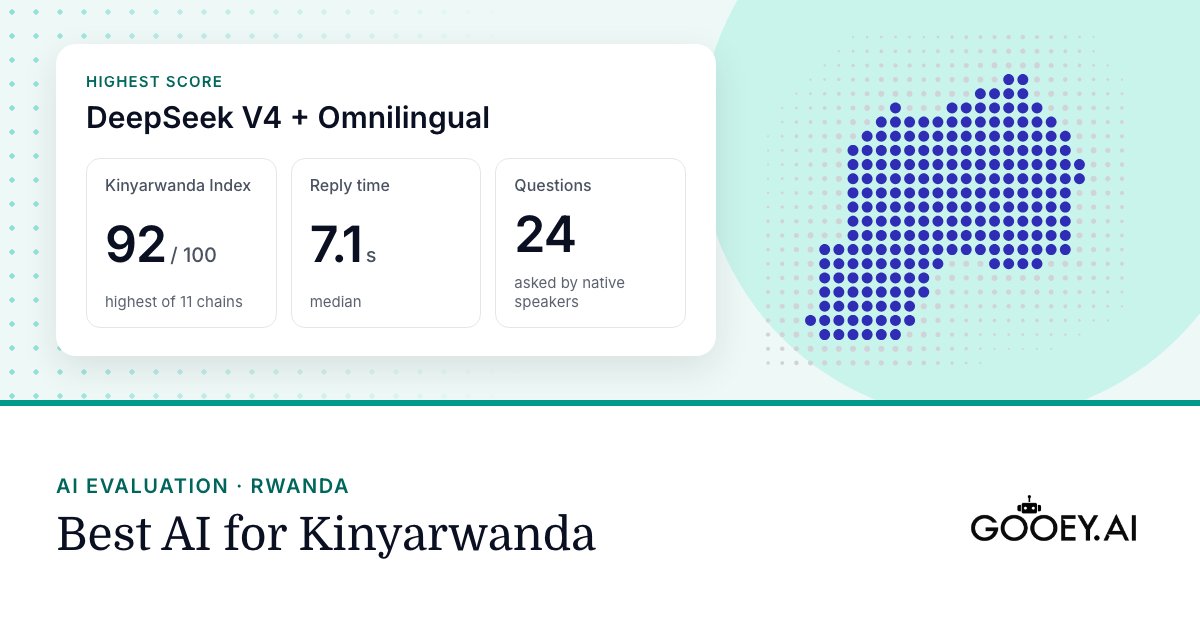 HIGHEST SCORE
DeepSeek V4 + Omnilingual
Kinyarwanda Index
92 / 100
highest of 11 chains
Reply time
7.1 s
median
Questions
24
asked by native
speakers
AI EVALUATION · RWANDA
Best AI for Kinyarwanda
GOOEY.AI